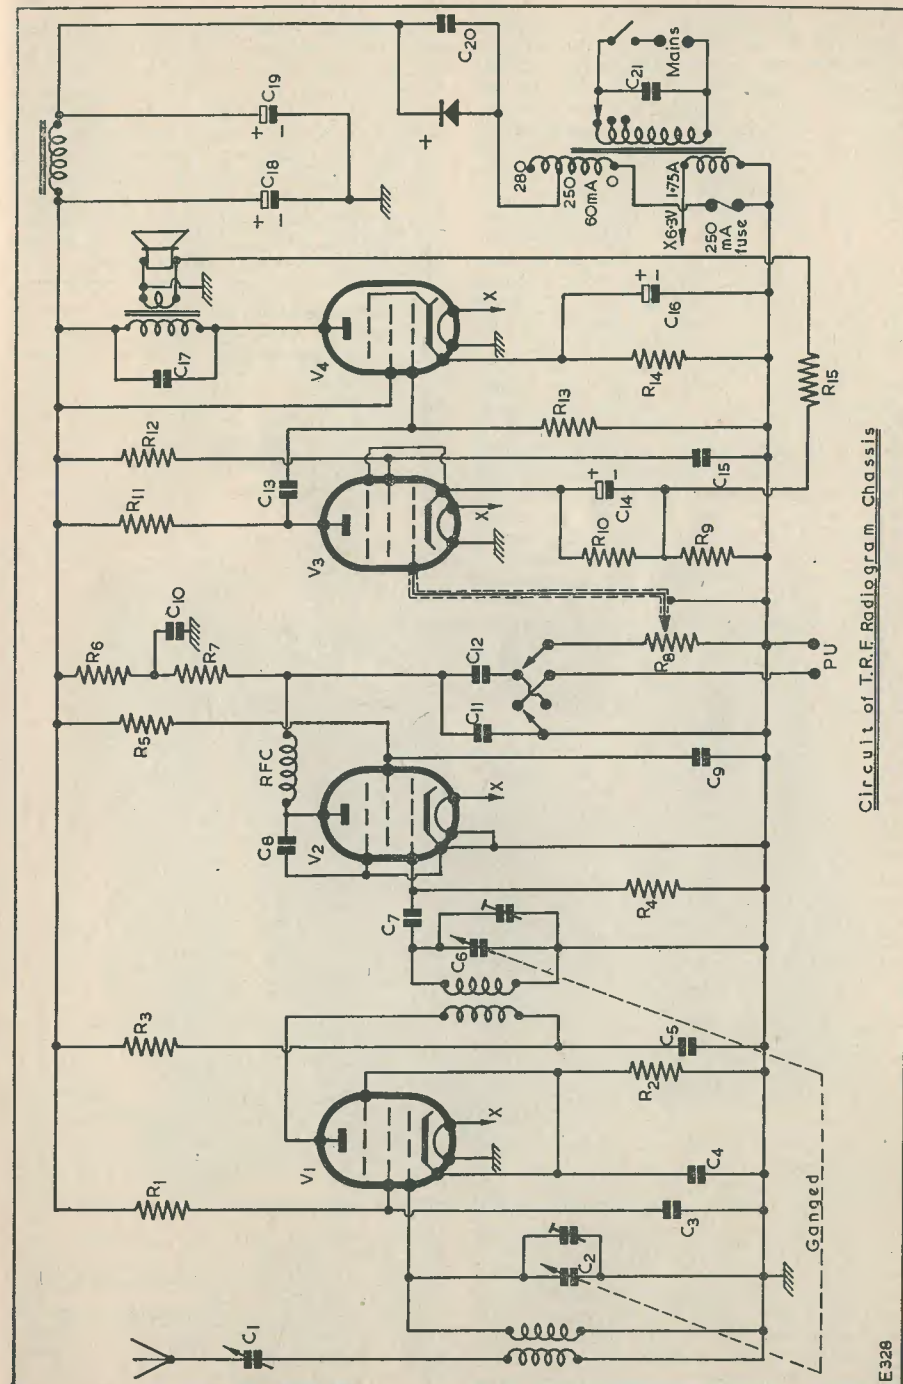 C1
R1
V1
X
C2
C3
C4
R2
C5
R3
Ganged
C6
C7
R4
C8
V2
X
RFC
R5
R6
R7
C10
C9
C11
C12
R8
PU
V3
X
R11
R12
C13
R10
C14
R9
C15
R13
V4
X
R14
C16
+
-
+
-
R15
C17
C18
+
-
C19
+
-
C20
+
280
250
60mA
0
X 6·3V 1·75A
250
mA
fuse
C21
Mains
Circuit of T.R.F. Radiogram Chassis
E328